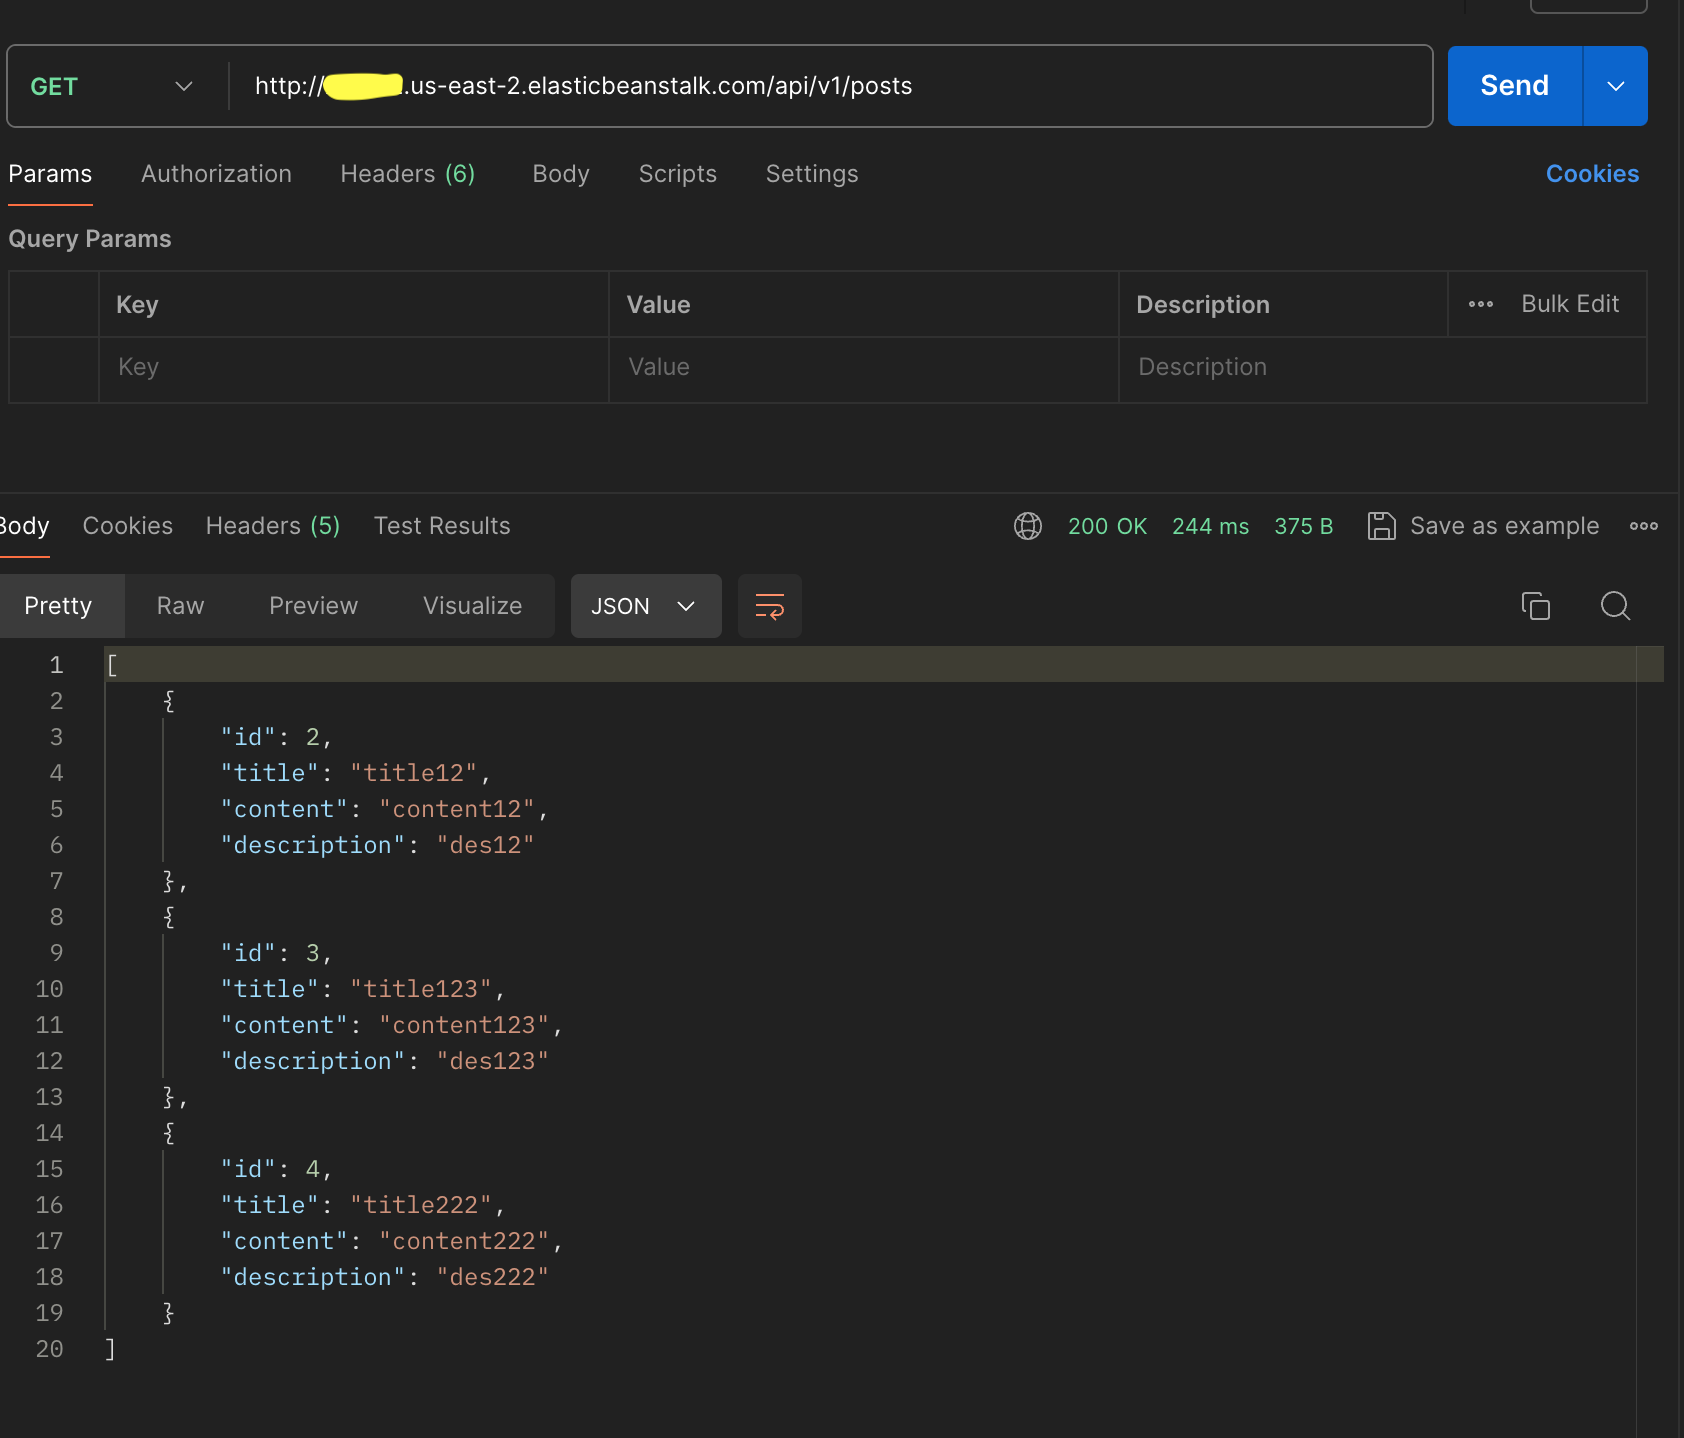 GET http://.us-east-2.elasticbeanstalk.com/api/v1/posts Send
Params Authorization Headers (6) Body Scripts Settings Cookies
Query Params
Key Value Description Bulk Edit
Key Value Description
Body Cookies Headers (5) Test Results 200 OK 244 ms 375 B Save as example
Pretty Raw Preview Visualize JSON
1 [
2 {
3 "id": 2,
4 "title": "title12",
5 "content": "content12",
6 "description": "des12"
7 },
8 {
9 "id": 3,
10 "title": "title123",
11 "content": "content123",
12 "description": "des123"
13 },
14 {
15 "id": 4,
16 "title": "title222",
17 "content": "content222",
18 "description": "des222"
19 }
20 ]